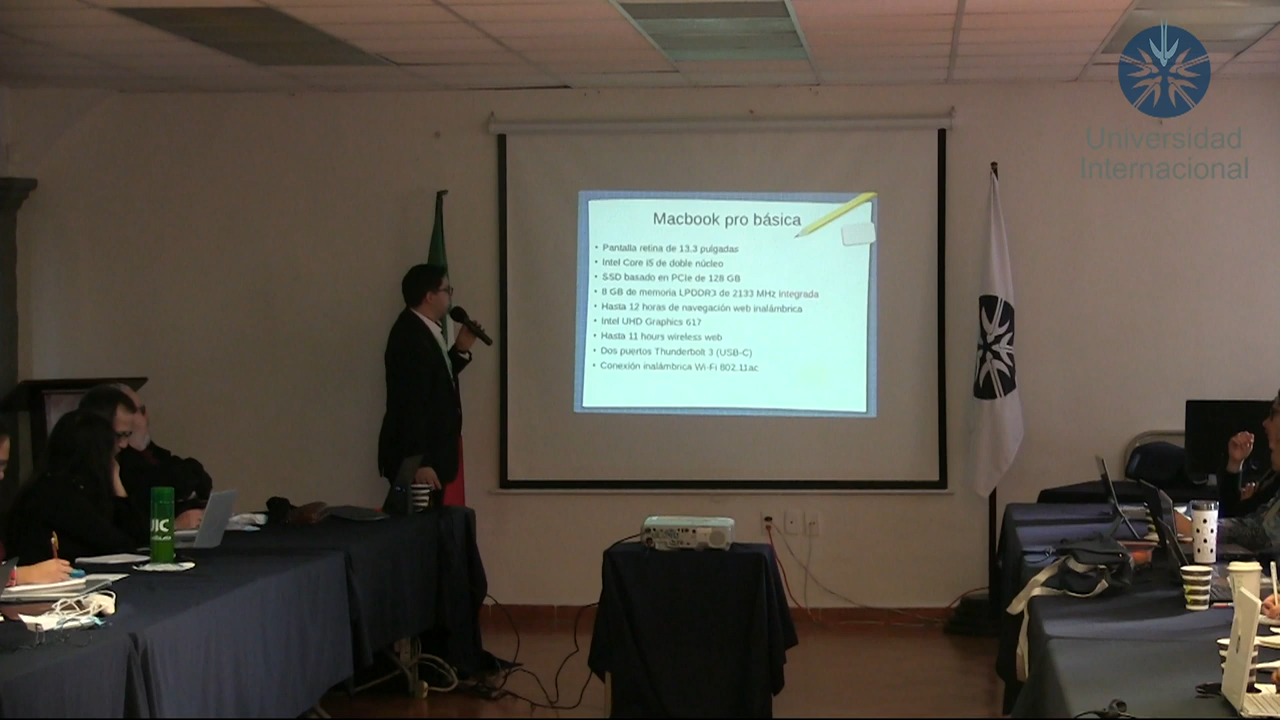 Universidad
Internacional
Macbook pro básica
• Pantalla retina de 13.3 pulgadas
• Intel Core i5 de doble núcleo
• SSD basado en PCIe de 128 GB
• 8 GB de memoria LPDDR3 de 2133 MHz integrada
• Hasta 12 horas de navegación web inalámbrica
• Intel UHD Graphics 617
• Hasta 11 hours wireless web
• Dos puertos Thunderbolt 3 (USB-C)
• Conexión inalámbrica Wi-Fi 802.11ac
UIC